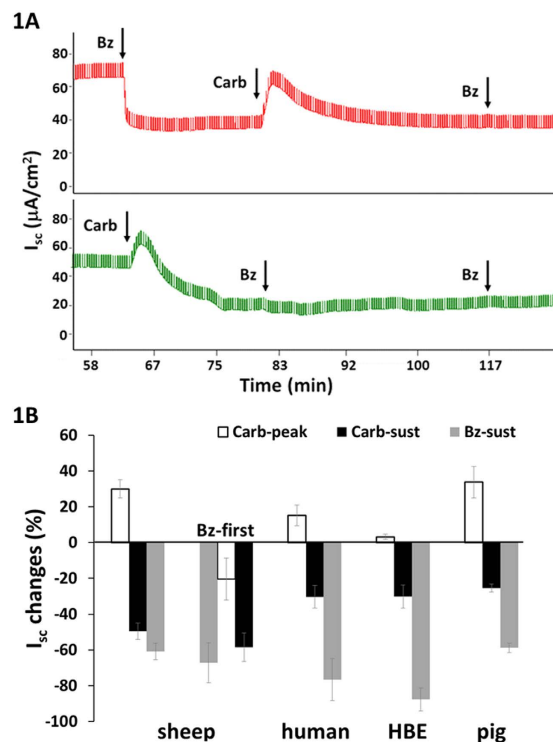 1A
Bz
Carb
Bz
80
60
40
20
0
Carb
Bz
Bz
80
60
40
20
0
Isc (µA/cm²)
58 67 75 83 92 100 117
Time (min)
1B
Carb-peak Carb-sust Bz-sust
60
40
20
0
-20
-40
-60
-80
-100
Bz-first
Isc changes (%)
sheep human HBE pig